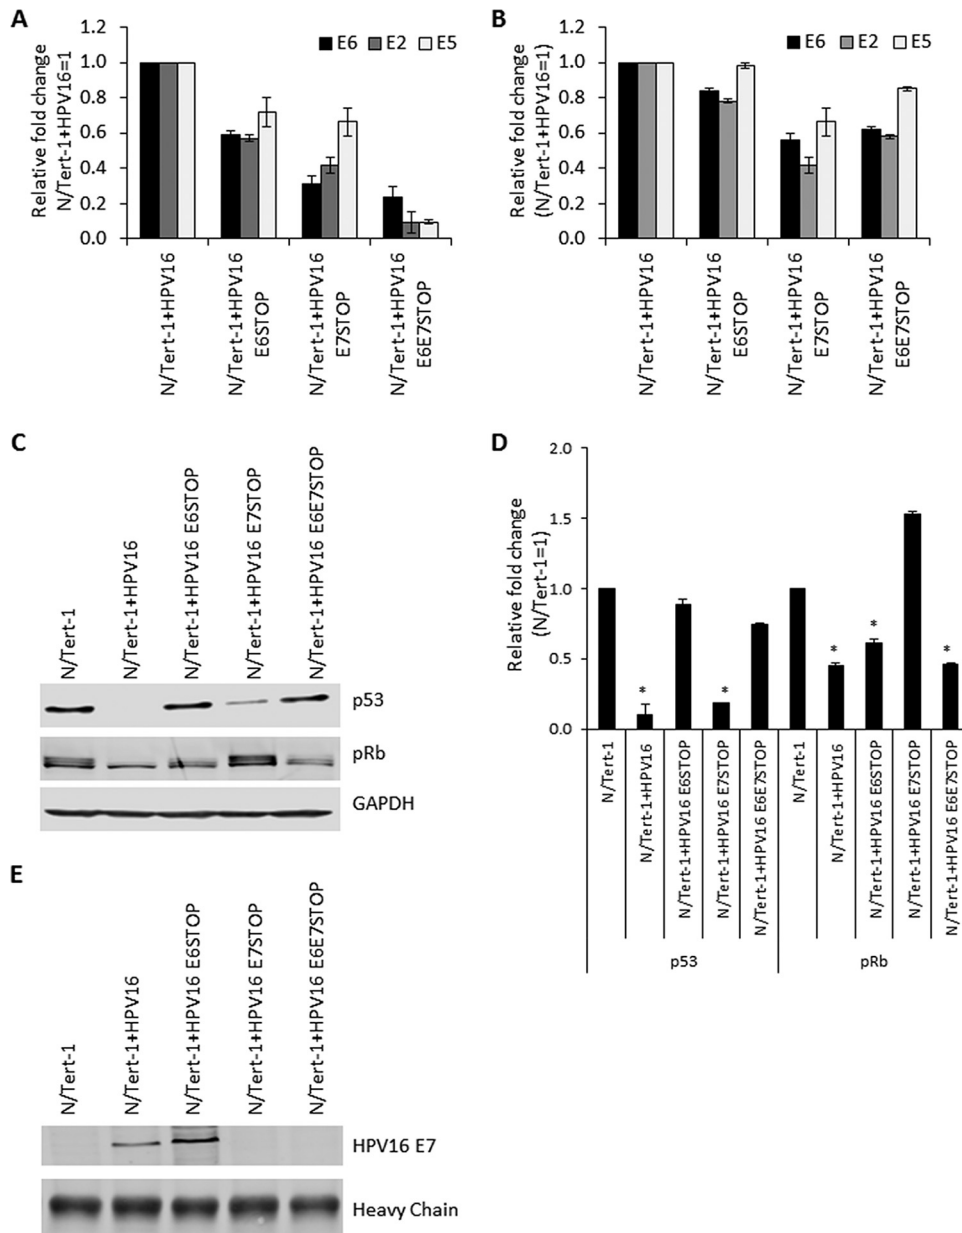 A
Relative fold change
N/Tert-1+HPV16=1
1.2
1.0
0.8
0.6
0.4
0.2
0.0
E6 E2 E5
N/Tert-1+HPV16
N/Tert-1+HPV16
E6STOP
N/Tert-1+HPV16
E7STOP
N/Tert-1+HPV16
E6E7STOP
B
Relative fold change
(N/Tert-1+HPV16=1)
1.2
1.0
0.8
0.6
0.4
0.2
0.0
E6 E2 E5
N/Tert-1+HPV16
N/Tert-1+HPV16
E6STOP
N/Tert-1+HPV16
E7STOP
N/Tert-1+HPV16
E6E7STOP
C
N/Tert-1
N/Tert-1+HPV16
N/Tert-1+HPV16 E6STOP
N/Tert-1+HPV16 E7STOP
N/Tert-1+HPV16 E6E7STOP
p53
pRb
GAPDH
D
Relative fold change
(N/Tert-1=1)
2.0
1.5
1.0
0.5
0.0
* * * * *
N/Tert-1
N/Tert-1+HPV16
N/Tert-1+HPV16 E6STOP
N/Tert-1+HPV16 E7STOP
N/Tert-1+HPV16 E6E7STOP
N/Tert-1
N/Tert-1+HPV16
N/Tert-1+HPV16 E6STOP
N/Tert-1+HPV16 E7STOP
N/Tert-1+HPV16 E6E7STOP
p53 pRb
E
N/Tert-1
N/Tert-1+HPV16
N/Tert-1+HPV16 E6STOP
N/Tert-1+HPV16 E7STOP
N/Tert-1+HPV16 E6E7STOP
HPV16 E7
Heavy Chain